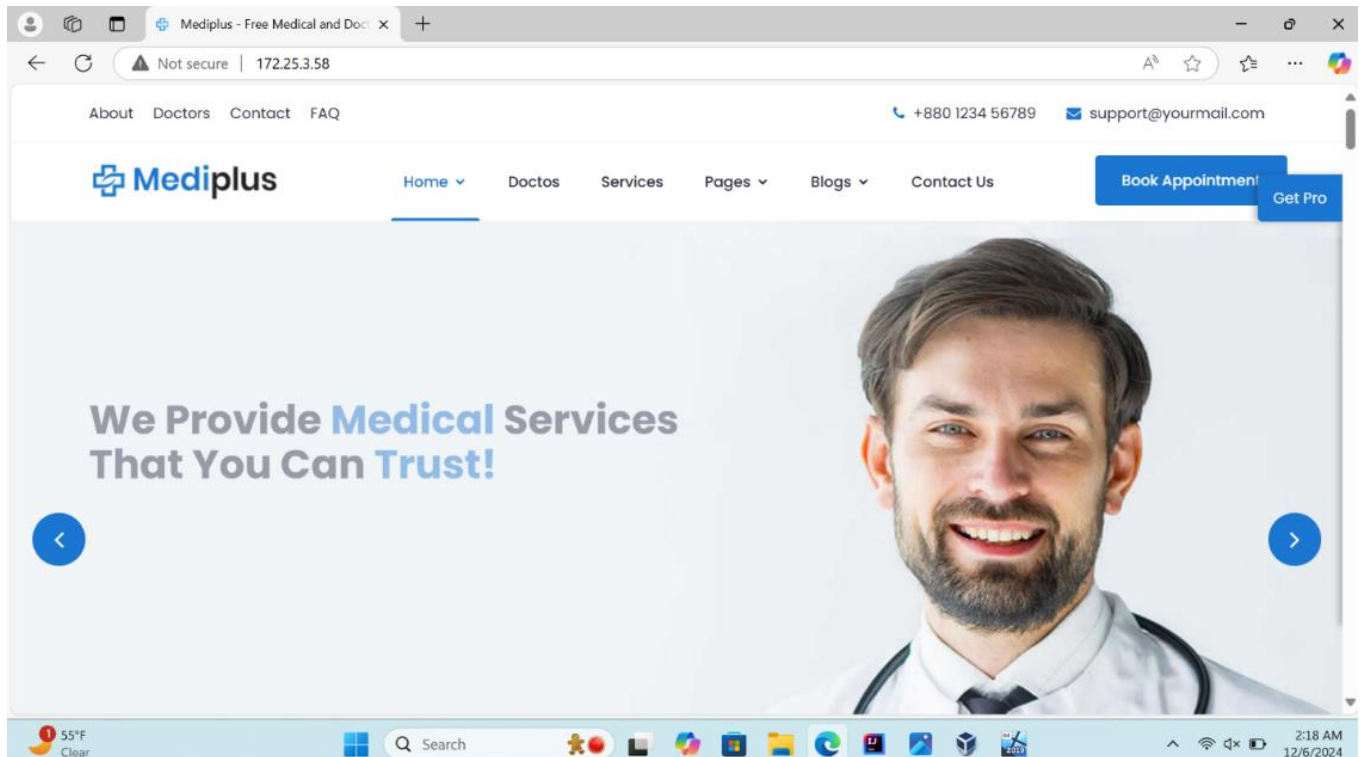 Mediplus - Free Medical and Doct
Not secure | 172.25.3.58
About Doctors Contact FAQ +880 1234 56789 support@yourmail.com
Mediplus Home Doctos Services Pages Blogs Contact Us Book Appointment
Get Pro
We Provide Medical Services
That You Can Trust!
1 55°F Search 2:18 AM
Clear 12/6/2024